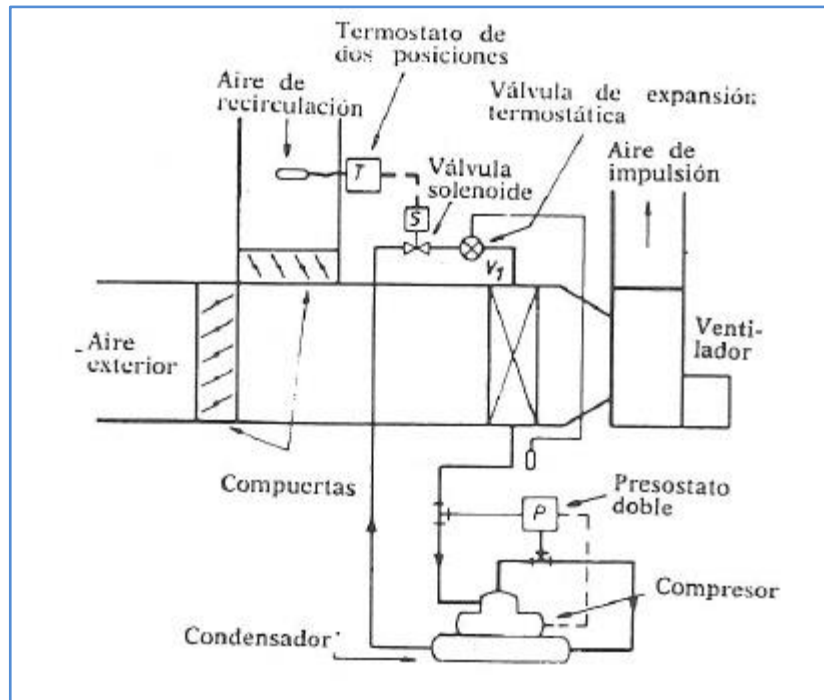 Termostato de
dos posiciones
Aire de
recirculación
Válvula de expansión
termostática
Aire de
impulsión
T
Válvula
solenoide
S
V1
Aire
exterior
Venti-
lador
Compuertas
Presostato
doble
P
Compresor
Condensador